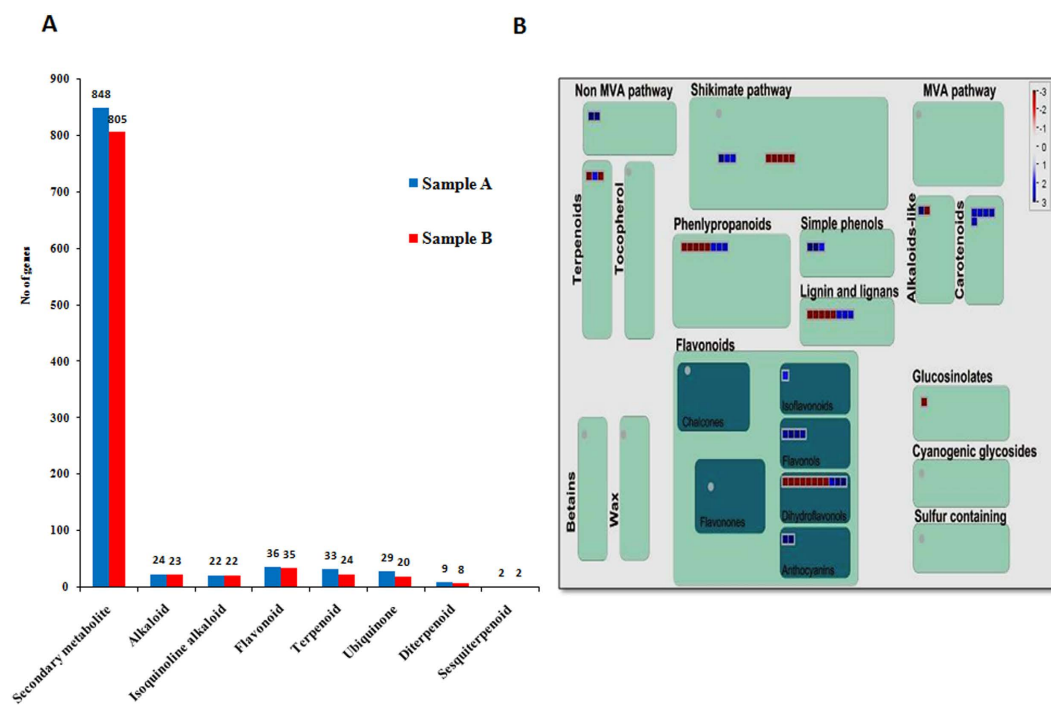 A
B
900
800
700
600
500
400
300
200
100
0
No of genes
848
805
24 23
22 22
36 35
33 24
29 20
9 8
2 2
Sample A
Sample B
Secondary metabolite
Alkaloid
Isoquinoline alkaloid
Flavonoid
Terpenoid
Ubiquinone
Diterpenoid
Sesquiterpenoid
Non MVA pathway
Shikimate pathway
MVA pathway
-3
-2
-1
0
1
2
3
Terpenoids
Tocopherol
Phenlypropanoids
Simple phenols
Alkaloids-like
Carotenoids
Lignin and lignans
Flavonoids
Chalcones
Isoflavonoids
Flavonols
Flavonones
Dihydroflavonols
Anthocyanins
Glucosinolates
Cyanogenic glycosides
Sulfur containing
Betains
Wax